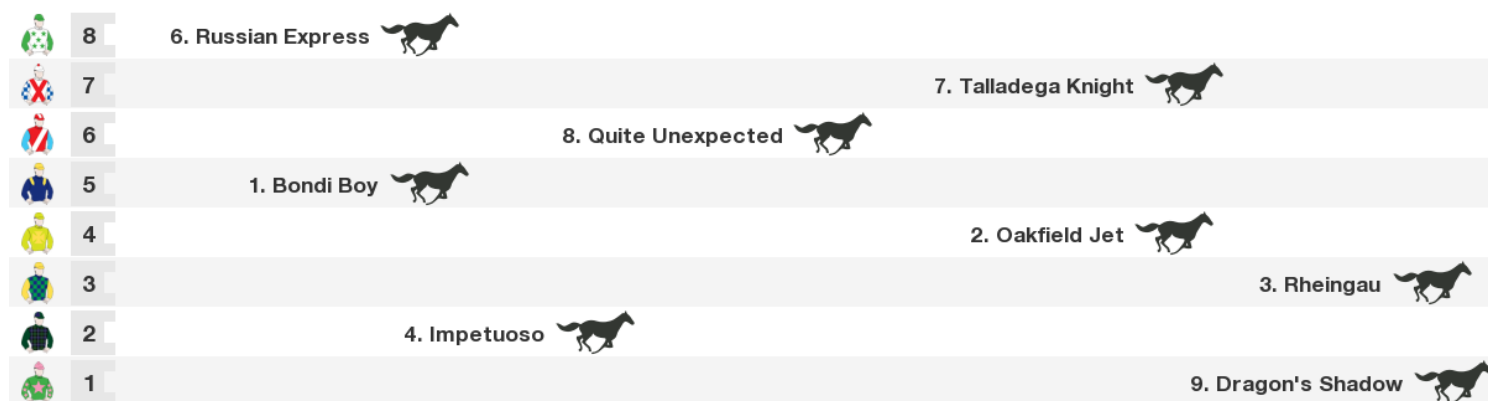 8 6. Russian Express
7 7. Talladega Knight
6 8. Quite Unexpected
5 1. Bondi Boy
4 2. Oakfield Jet
3 3. Rheingau
2 4. Impetuoso
1 9. Dragon's Shadow